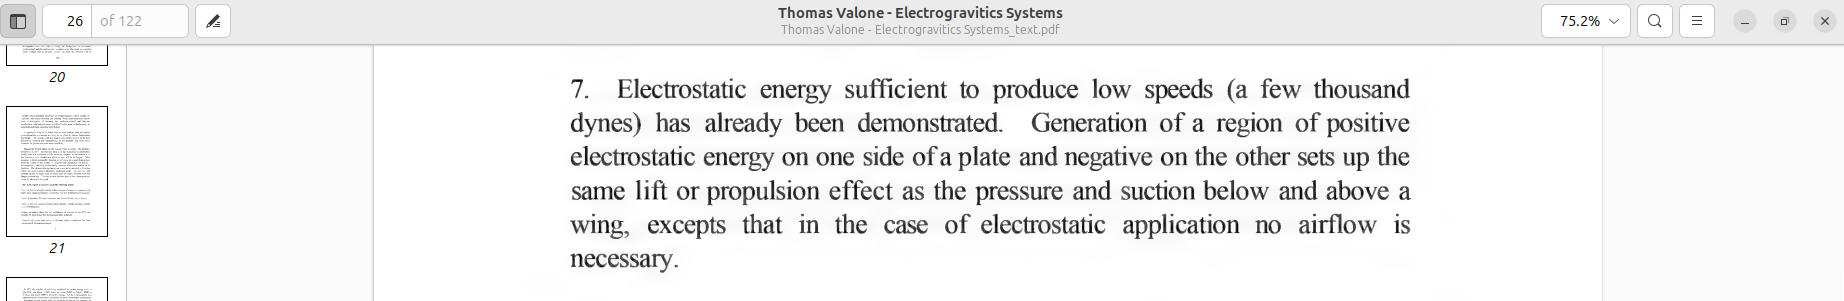 26 of 122
Thomas Valone - Electrogravitics Systems
Thomas Valone - Electrogravitics Systems_text.pdf
75.2%
20
21
7. Electrostatic energy sufficient to produce low speeds (a few thousand
dynes) has already been demonstrated. Generation of a region of positive
electrostatic energy on one side of a plate and negative on the other sets up the
same lift or propulsion effect as the pressure and suction below and above a
wing, excepts that in the case of electrostatic application no airflow is
necessary.